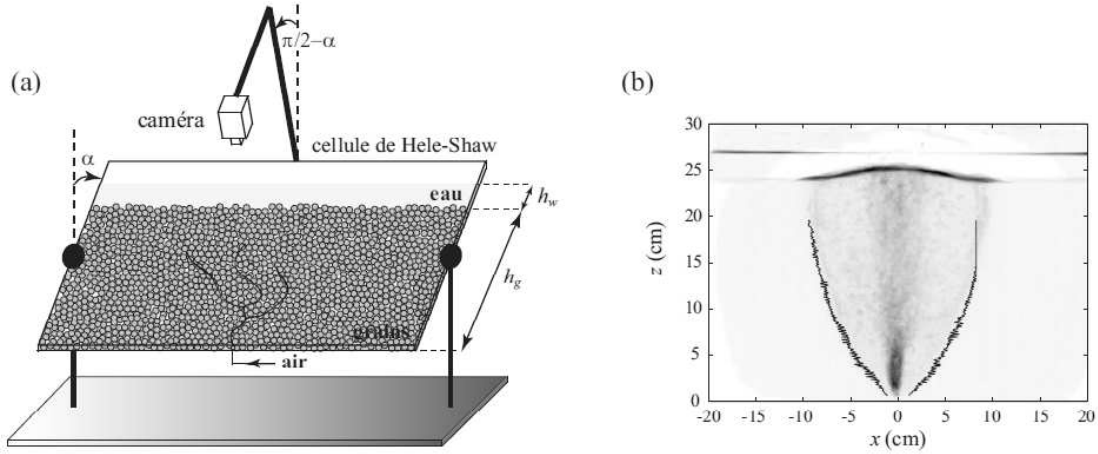 (a)
π/2−α
caméra
cellule de Hele-Shaw
α
eau
h_w
h_g
grains
air
(b)
30
25
20
15
10
5
0
z (cm)
-20 -15 -10 -5 0 5 10 15 20
x (cm)